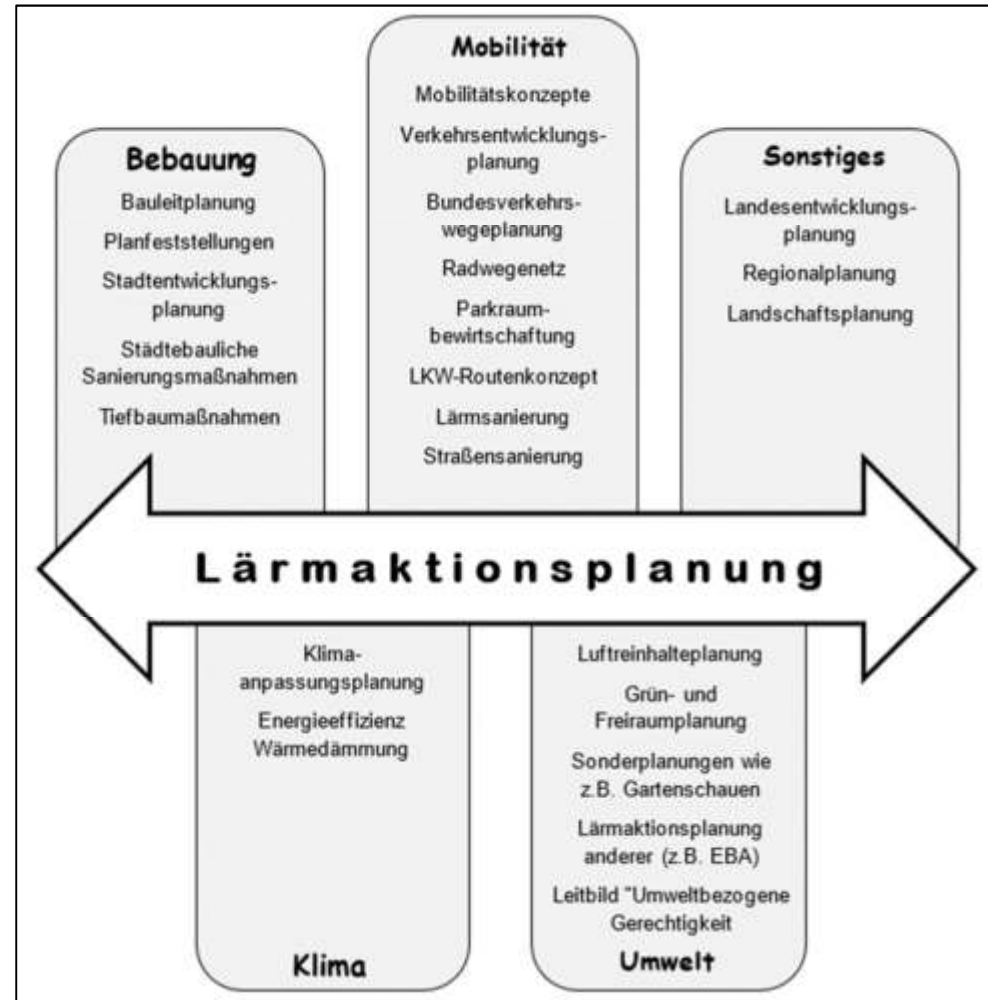 Mobilität
Mobilitätskonzepte
Verkehrsentwicklungs-
planung
Bundesverkehrs-
wegeplanung
Radwegenetz
Parkraum-
bewirtschaftung
LKW-Routenkonzept
Lärmsanierung
Straßensanierung
Bebauung
Bauleitplanung
Planfeststellungen
Stadtentwicklungs-
planung
Städtebauliche
Sanierungsmaßnahmen
Tiefbaumaßnahmen
Sonstiges
Landesentwicklungs-
planung
Regionalplanung
Landschaftsplanung
Lärmaktionsplanung
Klima-
anpassungsplanung
Energieeffizienz
Wärmedämmung
Klima
Luftreinhalteplanung
Grün- und
Freiraumplanung
Sonderplanungen wie
z.B. Gartenschauen
Lärmaktionsplanung
anderer (z.B. EBA)
Leitbild "Umweltbezogene
Gerechtigkeit
Umwelt